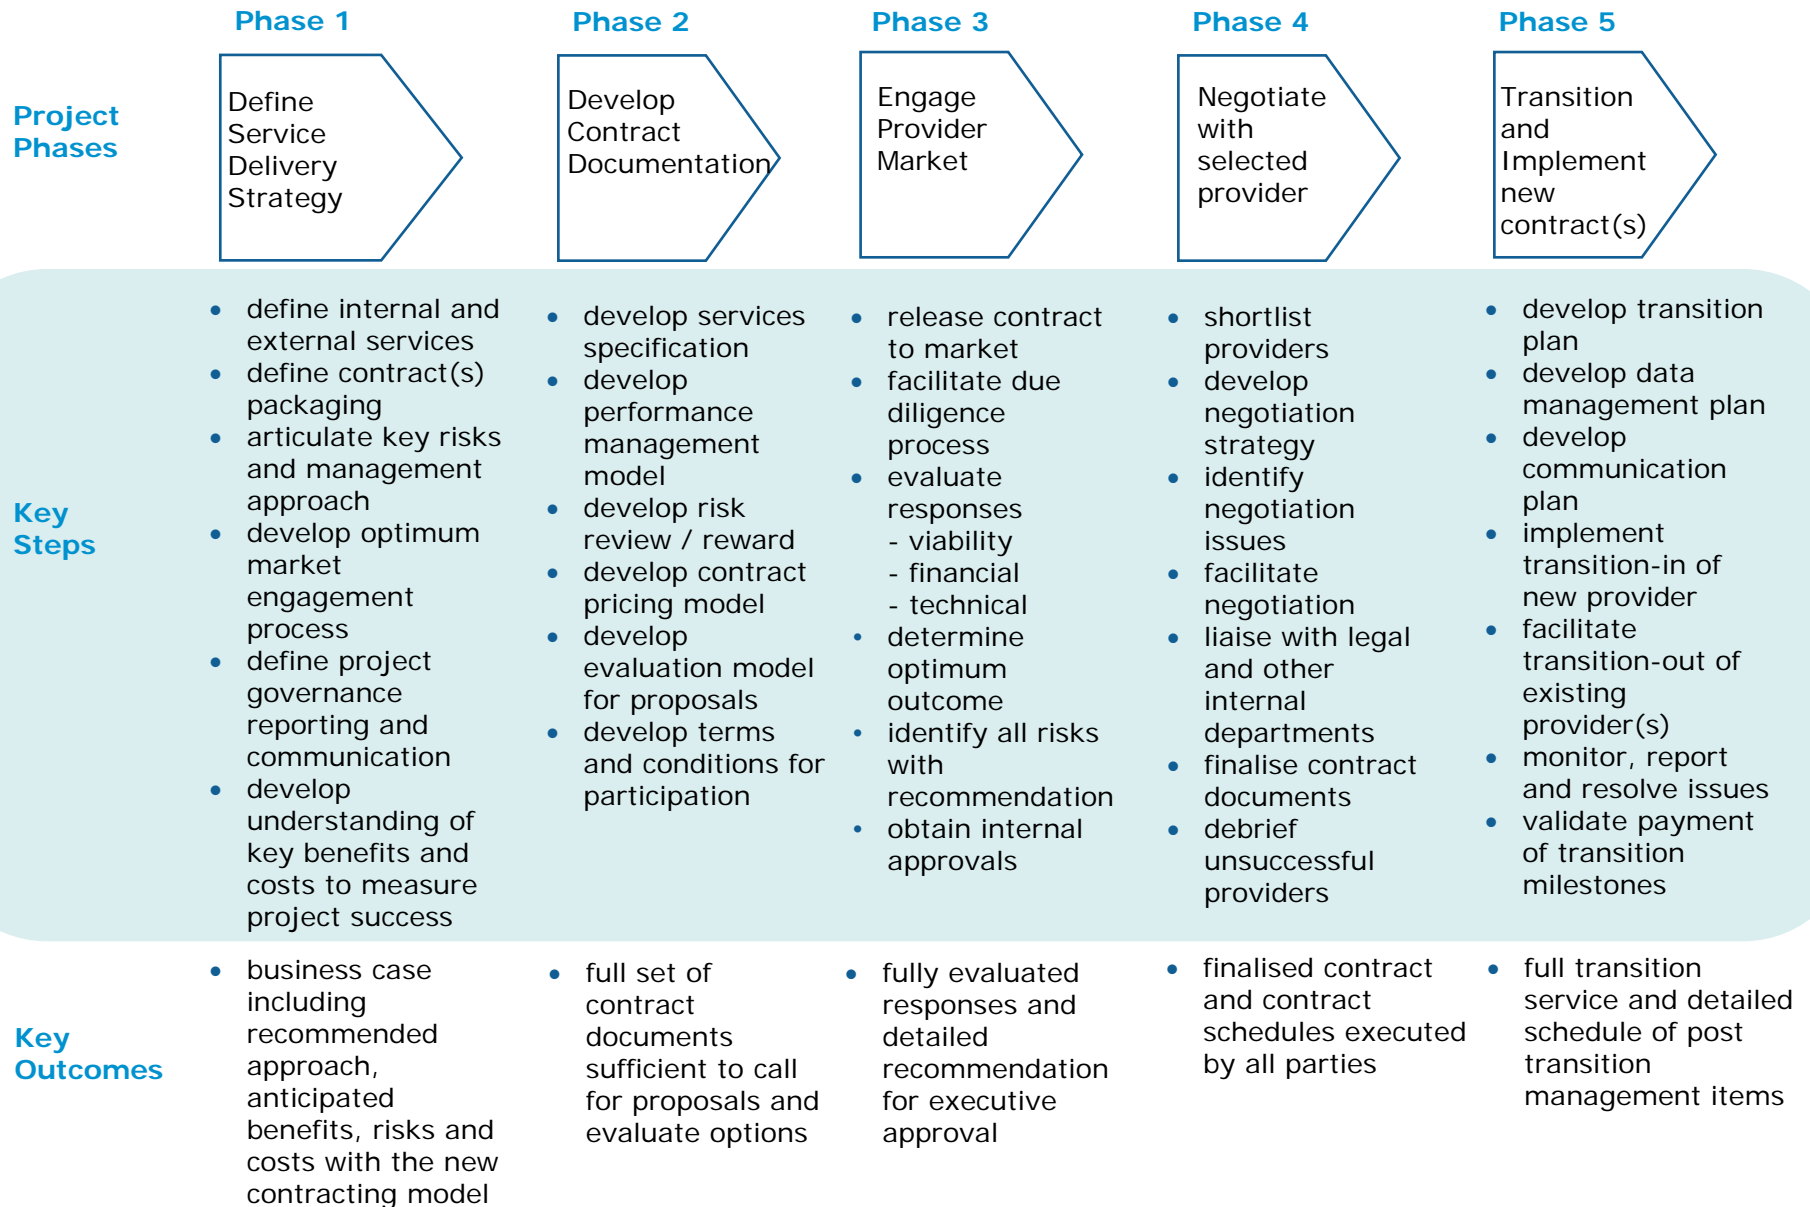 Phase 1
Phase 2
Phase 3
Phase 4
Phase 5
Project
Phases
Define
Service
Delivery
Strategy
Develop
Contract
Documentation
Engage
Provider
Market
Negotiate
with
selected
provider
Transition
and
Implement
new
contract(s)
Key
Steps
• define internal and
external services
• define contract(s)
packaging
• articulate key risks
and management
approach
• develop optimum
market
engagement
process
• define project
governance
reporting and
communication
• develop
understanding of
key benefits and
costs to measure
project success
• develop services
specification
• develop
performance
management
model
• develop risk
review / reward
• develop contract
pricing model
• develop
evaluation model
for proposals
• develop terms
and conditions for
participation
• release contract
to market
• facilitate due
diligence
process
• evaluate
responses
- viability
- financial
- technical
• determine
optimum
outcome
• identify all risks
with
recommendation
• obtain internal
approvals
• shortlist
providers
• develop
negotiation
strategy
• identify
negotiation
issues
• facilitate
negotiation
• liaise with legal
and other
internal
departments
• finalise contract
documents
• debrief
unsuccessful
providers
• develop transition
plan
• develop data
management plan
• develop
communication
plan
• implement
transition-in of
new provider
• facilitate
transition-out of
existing
provider(s)
• monitor, report
and resolve issues
• validate payment
of transition
milestones
Key
Outcomes
• business case
including
recommended
approach,
anticipated
benefits, risks and
costs with the new
contracting model
• full set of
contract
documents
sufficient to call
for proposals and
evaluate options
• fully evaluated
responses and
detailed
recommendation
for executive
approval
• finalised contract
and contract
schedules executed
by all parties
• full transition
service and detailed
schedule of post
transition
management items